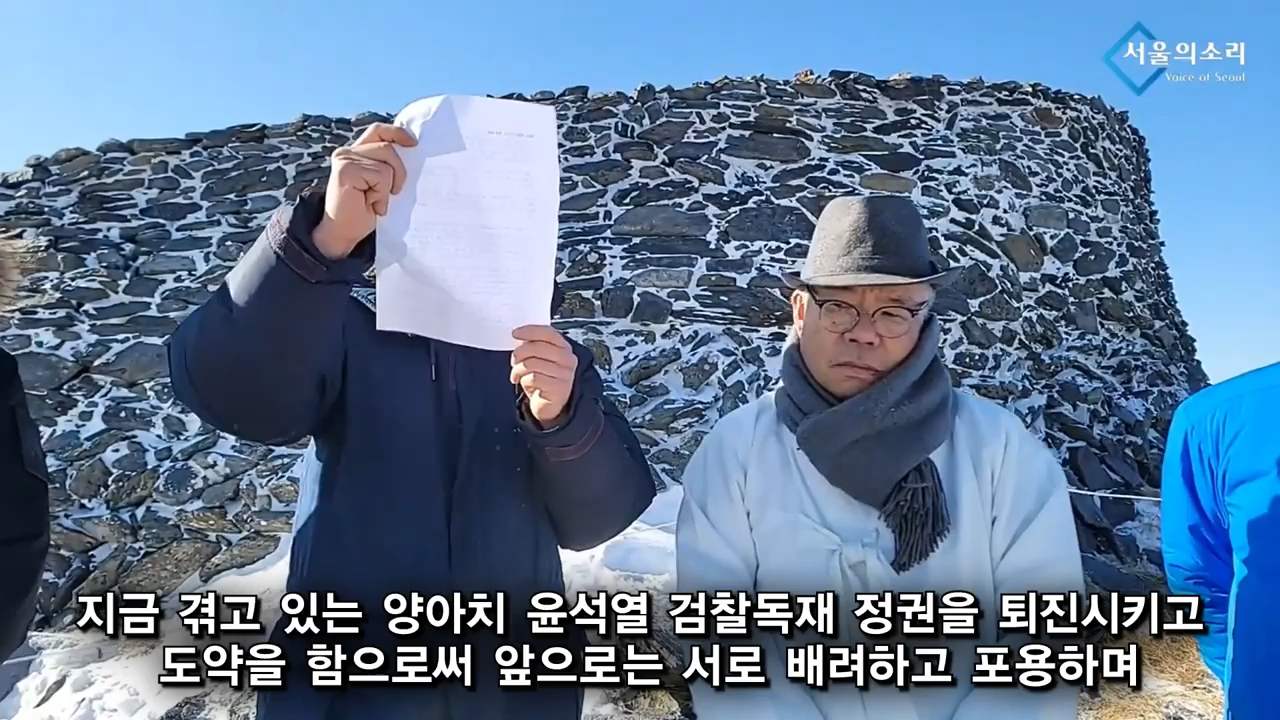 서울의소리
Voice of Seoul
지금 겪고 있는 양아치 윤석열 검찰독재 정권을 퇴진시키고
도약을 함으로써 앞으로는 서로 배려하고 포용하며